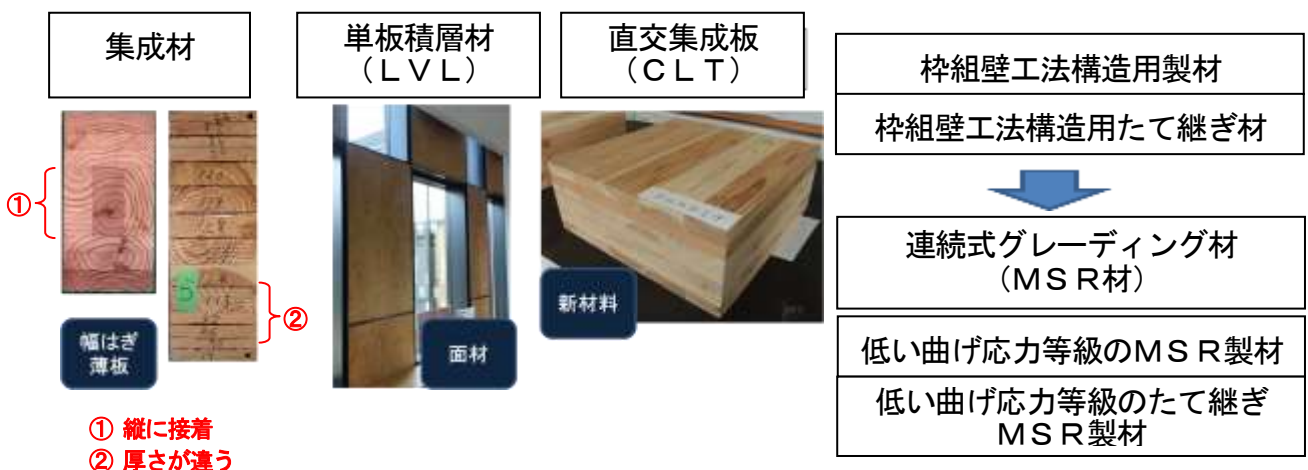 集成材
単板積層材
(LVL)
直交集成板
(CLT)
枠組壁工法構造用製材
枠組壁工法構造用たて継ぎ材
①
②
幅はぎ
薄板
面材
新材料
連続式グレーディング材
(MSR材)
低い曲げ応力等級のMSR製材
低い曲げ応力等級のたて継ぎ
MSR製材
① 縦に接着
② 厚さが違う